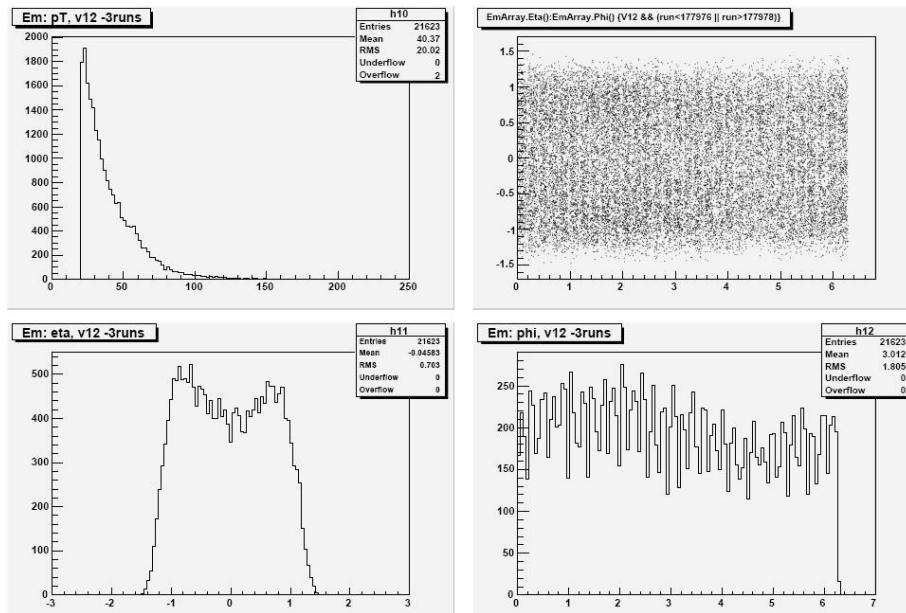 Em: pT, v12 -3runs
h10
Entries 21623
Mean 40.37
RMS 20.02
Underflow 0
Overflow 2
2000
1800
1600
1400
1200
1000
800
600
400
200
0
0 50 100 150 200 250
EmArray.Eta():EmArray.Phi() {V12 && (run<177976 || run>177978)}
1.5
1
0.5
0
-0.5
-1
-1.5
0 1 2 3 4 5 6
Em: eta, v12 -3runs
h11
Entries 21623
Mean -0.04583
RMS 0.703
Underflow 0
Overflow 0
500
400
300
200
100
0
-3 -2 -1 0 1 2 3
Em: phi, v12 -3runs
h12
Entries 21623
Mean 3.012
RMS 1.805
Underflow 0
Overflow 0
250
200
150
100
50
0
0 1 2 3 4 5 6 7